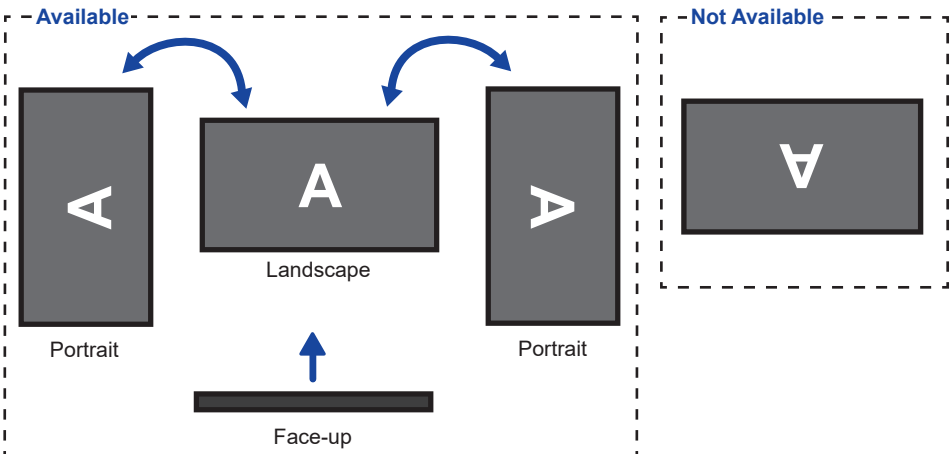 Available
Not Available
A
A
A
A
Landscape
Portrait
Portrait
Face-up